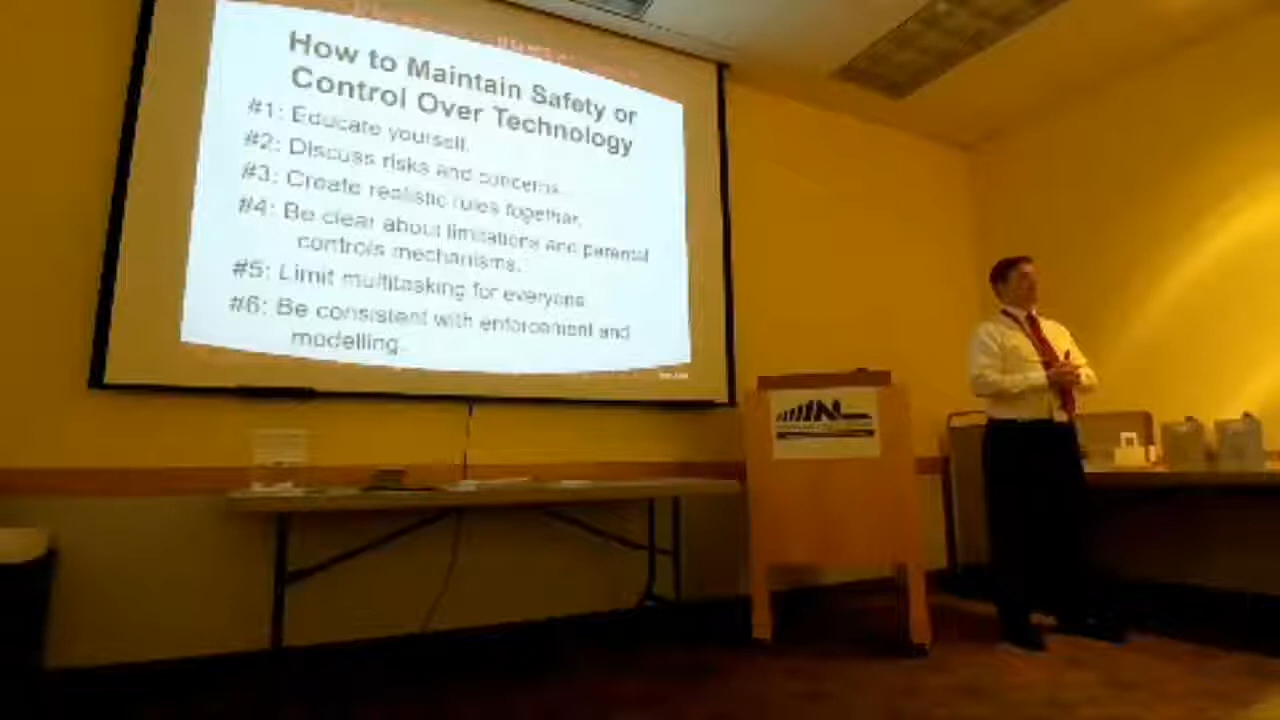 How to Maintain Safety or
Control Over Technology
#1: Educate yourself.
#2: Discuss risks and concerns.
#3: Create realistic rules together.
#4: Be clear about limitations and parental
controls mechanisms.
#5: Limit multitasking for everyone.
#6: Be consistent with enforcement and
modelling.